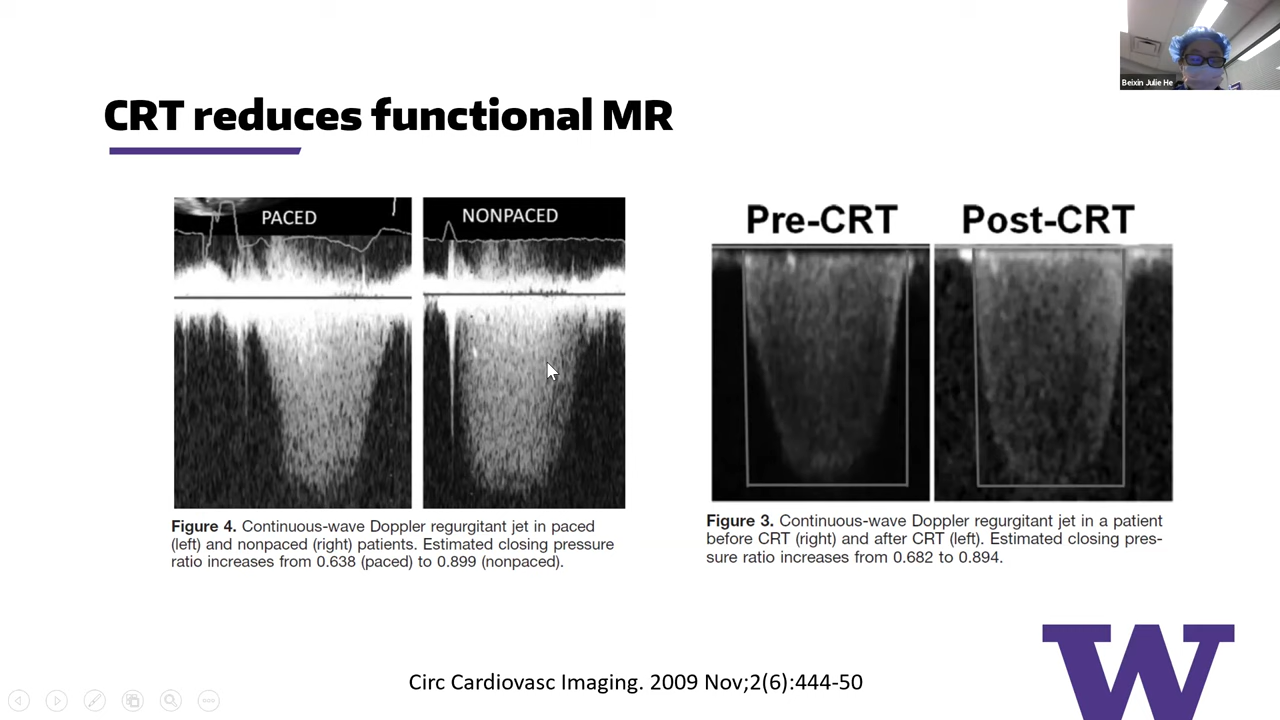 Beixin Julie He
CRT reduces functional MR
PACED
NONPACED
Figure 4. Continuous-wave Doppler regurgitant jet in paced
(left) and nonpaced (right) patients. Estimated closing pressure
ratio increases from 0.638 (paced) to 0.899 (nonpaced).
Pre-CRT
Post-CRT
Figure 3. Continuous-wave Doppler regurgitant jet in a patient
before CRT (right) and after CRT (left). Estimated closing pres-
sure ratio increases from 0.682 to 0.894.
Circ Cardiovasc Imaging. 2009 Nov;2(6):444-50
W